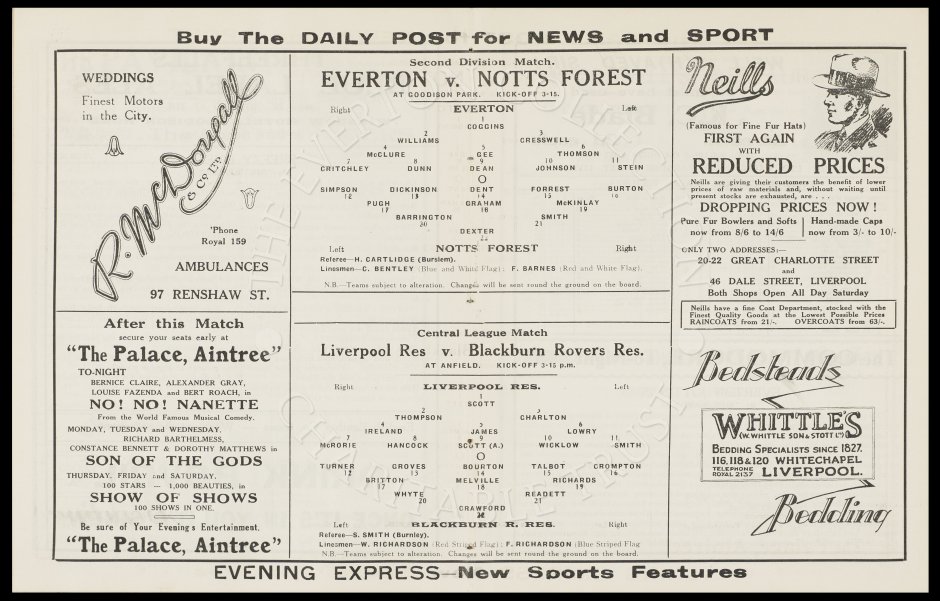 Buy The DAILY POST for NEWS and SPORT
WEDDINGS
Finest Motors
in the City.
R. McDougall
& Co LTD.
'Phone
Royal 159
AMBULANCES
97 RENSHAW ST.
After this Match
secure your seats early at
"The Palace, Aintree"
TO-NIGHT
BERNICE CLAIRE, ALEXANDER GRAY,
LOUISE FAZENDA and BERT ROACH, in
NO! NO! NANETTE
From the World Famous Musical Comedy.
MONDAY, TUESDAY and WEDNESDAY,
RICHARD BARTHELMESS,
CONSTANCE BENNETT & DOROTHY MATTHEWS in
SON OF THE GODS
THURSDAY, FRIDAY and SATURDAY,
100 STARS — 1,000 BEAUTIES, in
SHOW OF SHOWS
100 SHOWS IN ONE.
Be sure of Your Evening's Entertainment.
"The Palace, Aintree"
Second Division Match.
EVERTON v. NOTTS FOREST
AT GOODISON PARK. KICK-OFF 3-15.
Right EVERTON Left
1
COGGINS
2 3
WILLIAMS CRESSWELL
4 5 6
McCLURE GEE THOMSON
7 8 9 10 11
CRITCHLEY DUNN DEAN JOHNSON STEIN
O
SIMPSON DICKINSON DENT FORREST BURTON
12 13 14 15 16
PUGH GRAHAM McKINLAY
17 18 19
BARRINGTON SMITH
20 21
DEXTER
22
Left NOTTS FOREST Right
Referee—H. CARTLIDGE (Burslem).
Linesmen—C. BENTLEY (Blue and White Flag); F. BARNES (Red and White Flag).
N.B.—Teams subject to alteration. Changes will be sent round the ground on the board.
Central League Match
Liverpool Res v. Blackburn Rovers Res.
AT ANFIELD. KICK-OFF 3-15 p.m.
Right LIVERPOOL RES. Left
1
SCOTT
2 3
THOMPSON CHARLTON
4 5 6
IRELAND JAMES LOWRY
7 8 9 10 11
McRORIE HANCOCK SCOTT (A.) WICKLOW SMITH
O
TURNER GROVES BOURTON TALBOT CROMPTON
12 13 14 15 16
BRITTON MELVILLE RICHARDS
17 18 19
WHYTE READETT
20 21
CRAWFORD
22
Left BLACKBURN R. RES. Right
Referee—S. SMITH (Burnley).
Linesmen—W. RICHARDSON (Red Striped Flag); F. RICHARDSON (Blue Striped Flag
N.B.—Teams subject to alteration. Changes will be sent round the ground on the board.
Neills
(Famous for Fine Fur Hats)
FIRST AGAIN
WITH
REDUCED PRICES
Neills are giving their customers the benefit of lower
prices of raw materials and, without waiting until
present stocks are exhausted, are . . .
DROPPING PRICES NOW!
Pure Fur Bowlers and Softs
now from 8/6 to 14/6
Hand-made Caps
now from 3/- to 10/-
ONLY TWO ADDRESSES:—
20-22 GREAT CHARLOTTE STREET
and
46 DALE STREET, LIVERPOOL
Both Shops Open All Day Saturday
Neills have a fine Coat Department, stocked with the
Finest Quality Goods at the Lowest Possible Prices
RAINCOATS from 21/-. OVERCOATS from 63/-.
Bedsteads
WHITTLE'S
(W. WHITTLE SON & STOTT LTD)
BEDDING SPECIALISTS SINCE 1827.
116, 118 & 120 WHITECHAPEL
TELEPHONE
ROYAL 2137
LIVERPOOL.
Bedding
EVENING EXPRESS—New Sports Features
THE EVERTON COLLECTION
CHARITABLE TRUST